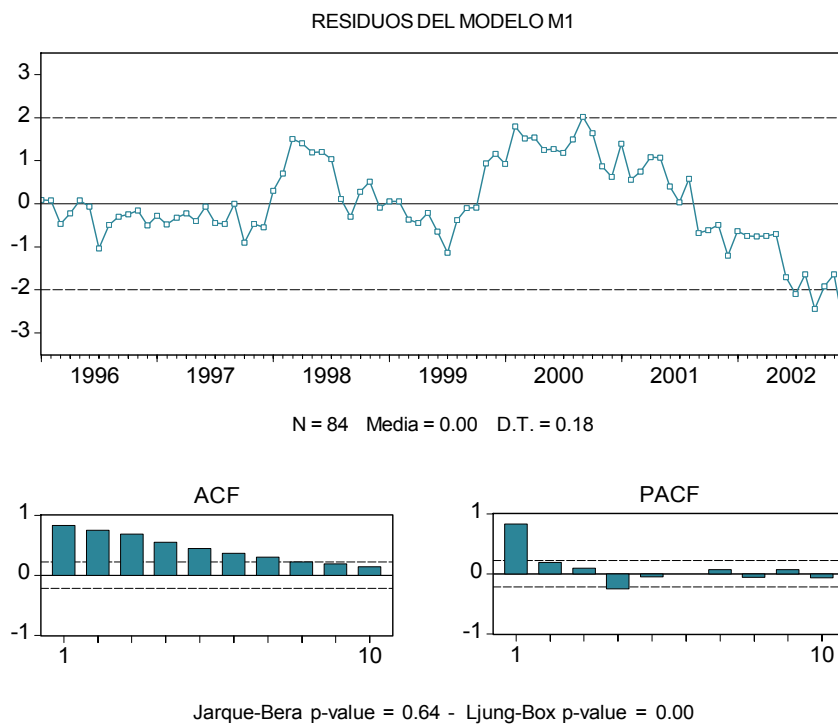 RESIDUOS DEL MODELO M1
3
2
1
0
-1
-2
-3
1996 1997 1998 1999 2000 2001 2002
N = 84 Media = 0.00 D.T. = 0.18
ACF
1
0
-1
1 10
PACF
1
0
-1
1 10
Jarque-Bera p-value = 0.64 - Ljung-Box p-value = 0.00